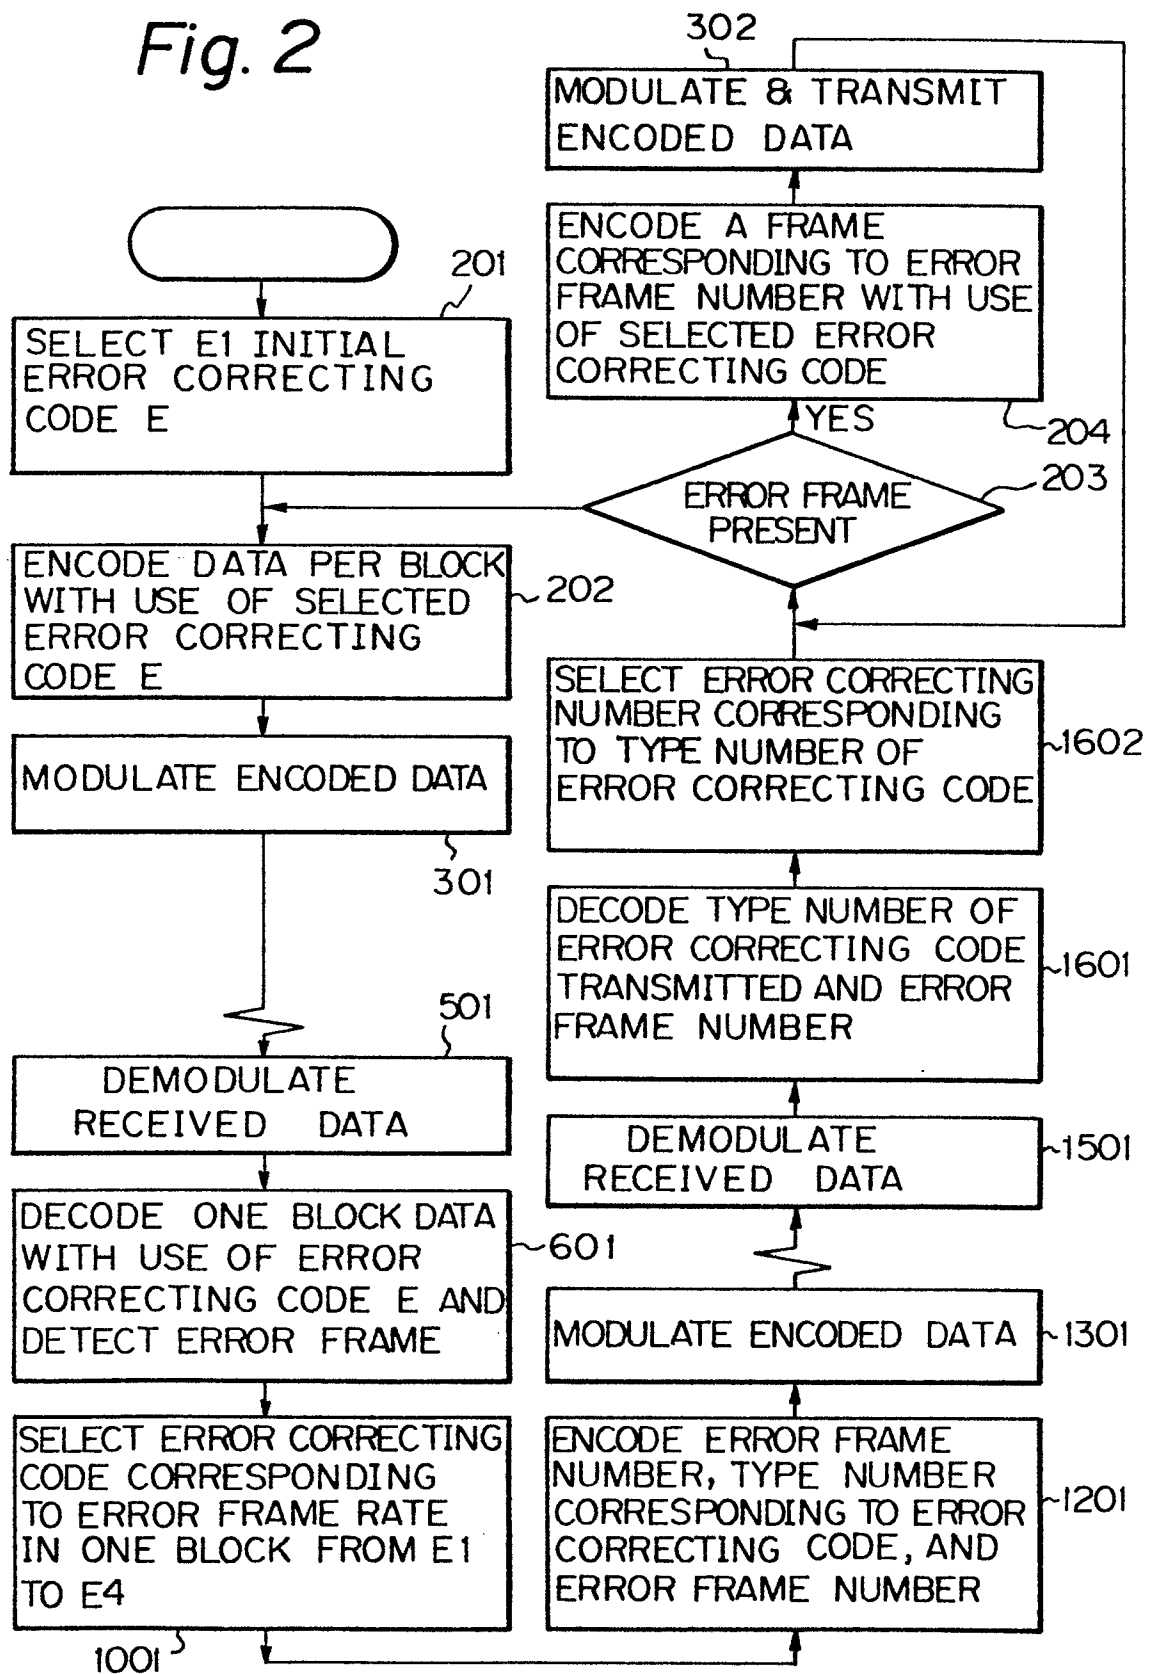 Fig. 2
201
SELECT E1 INITIAL
ERROR CORRECTING
CODE E
202
ENCODE DATA PER BLOCK
WITH USE OF SELECTED
ERROR CORRECTING
CODE E
MODULATE ENCODED DATA
301
501
DEMODULATE
RECEIVED DATA
DECODE ONE BLOCK DATA
WITH USE OF ERROR
CORRECTING CODE E AND
DETECT ERROR FRAME
601
SELECT ERROR CORRECTING
CODE CORRESPONDING
TO ERROR FRAME RATE
IN ONE BLOCK FROM E1
TO E4
1001
302
MODULATE & TRANSMIT
ENCODED DATA
ENCODE A FRAME
CORRESPONDING TO ERROR
FRAME NUMBER WITH USE
OF SELECTED ERROR
CORRECTING CODE
YES
204
203
ERROR FRAME
PRESENT
SELECT ERROR CORRECTING
NUMBER CORRESPONDING
TO TYPE NUMBER OF
ERROR CORRECTING CODE
1602
DECODE TYPE NUMBER OF
ERROR CORRECTING CODE
TRANSMITTED AND ERROR
FRAME NUMBER
1601
DEMODULATE
RECEIVED DATA
1501
MODULATE ENCODED DATA
1301
ENCODE ERROR FRAME
NUMBER, TYPE NUMBER
CORRESPONDING TO ERROR
CORRECTING CODE, AND
ERROR FRAME NUMBER
1201